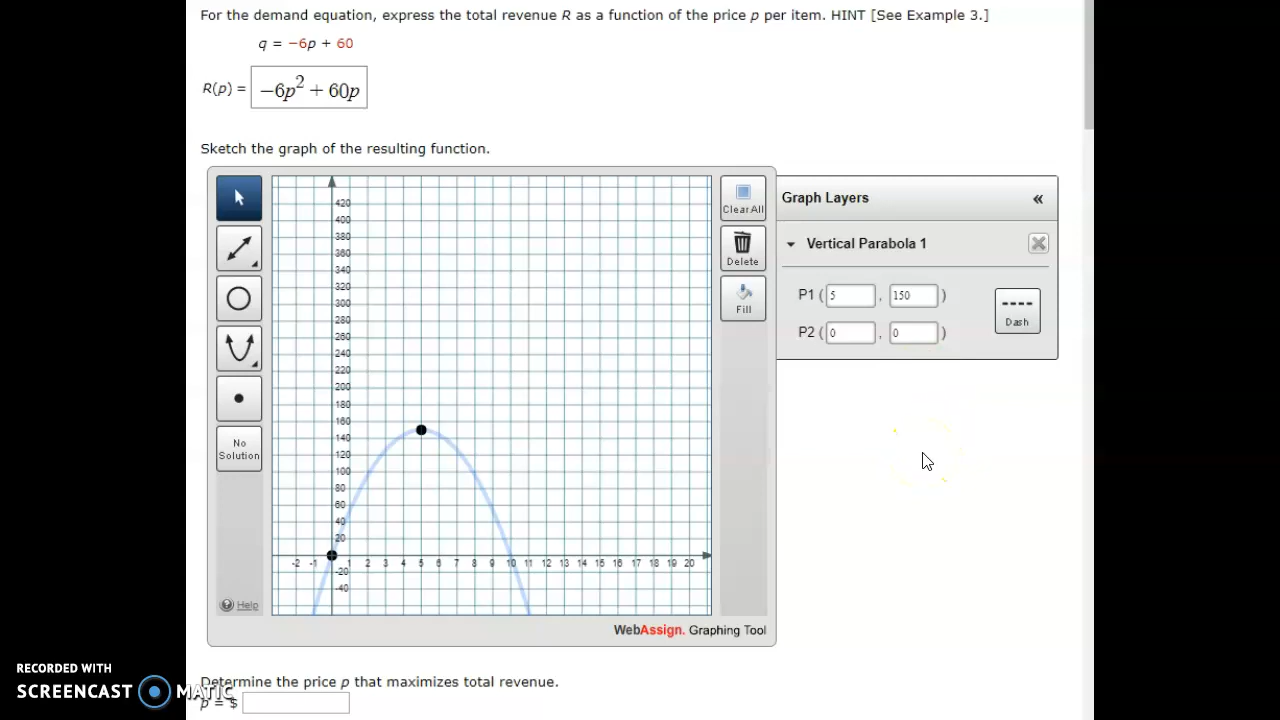 For the demand equation, express the total revenue R as a function of the price p per item. HINT [See Example 3.]
q = −6p + 60
R(p) = −6p² + 60p
Sketch the graph of the resulting function.
Clear All
Delete
Fill
No
Solution
Help
420
400
380
360
340
320
300
280
260
240
220
200
180
160
140
120
100
80
60
40
20
-2 -1 1 2 3 4 5 6 7 8 9 10 11 12 13 14 15 16 17 18 19 20
-20
-40
WebAssign. Graphing Tool
Graph Layers «
Vertical Parabola 1
P1 ( 5 , 150 )
P2 ( 0 , 0 )
Dash
Determine the price p that maximizes total revenue.
p = $
RECORDED WITH
SCREENCAST MATIC